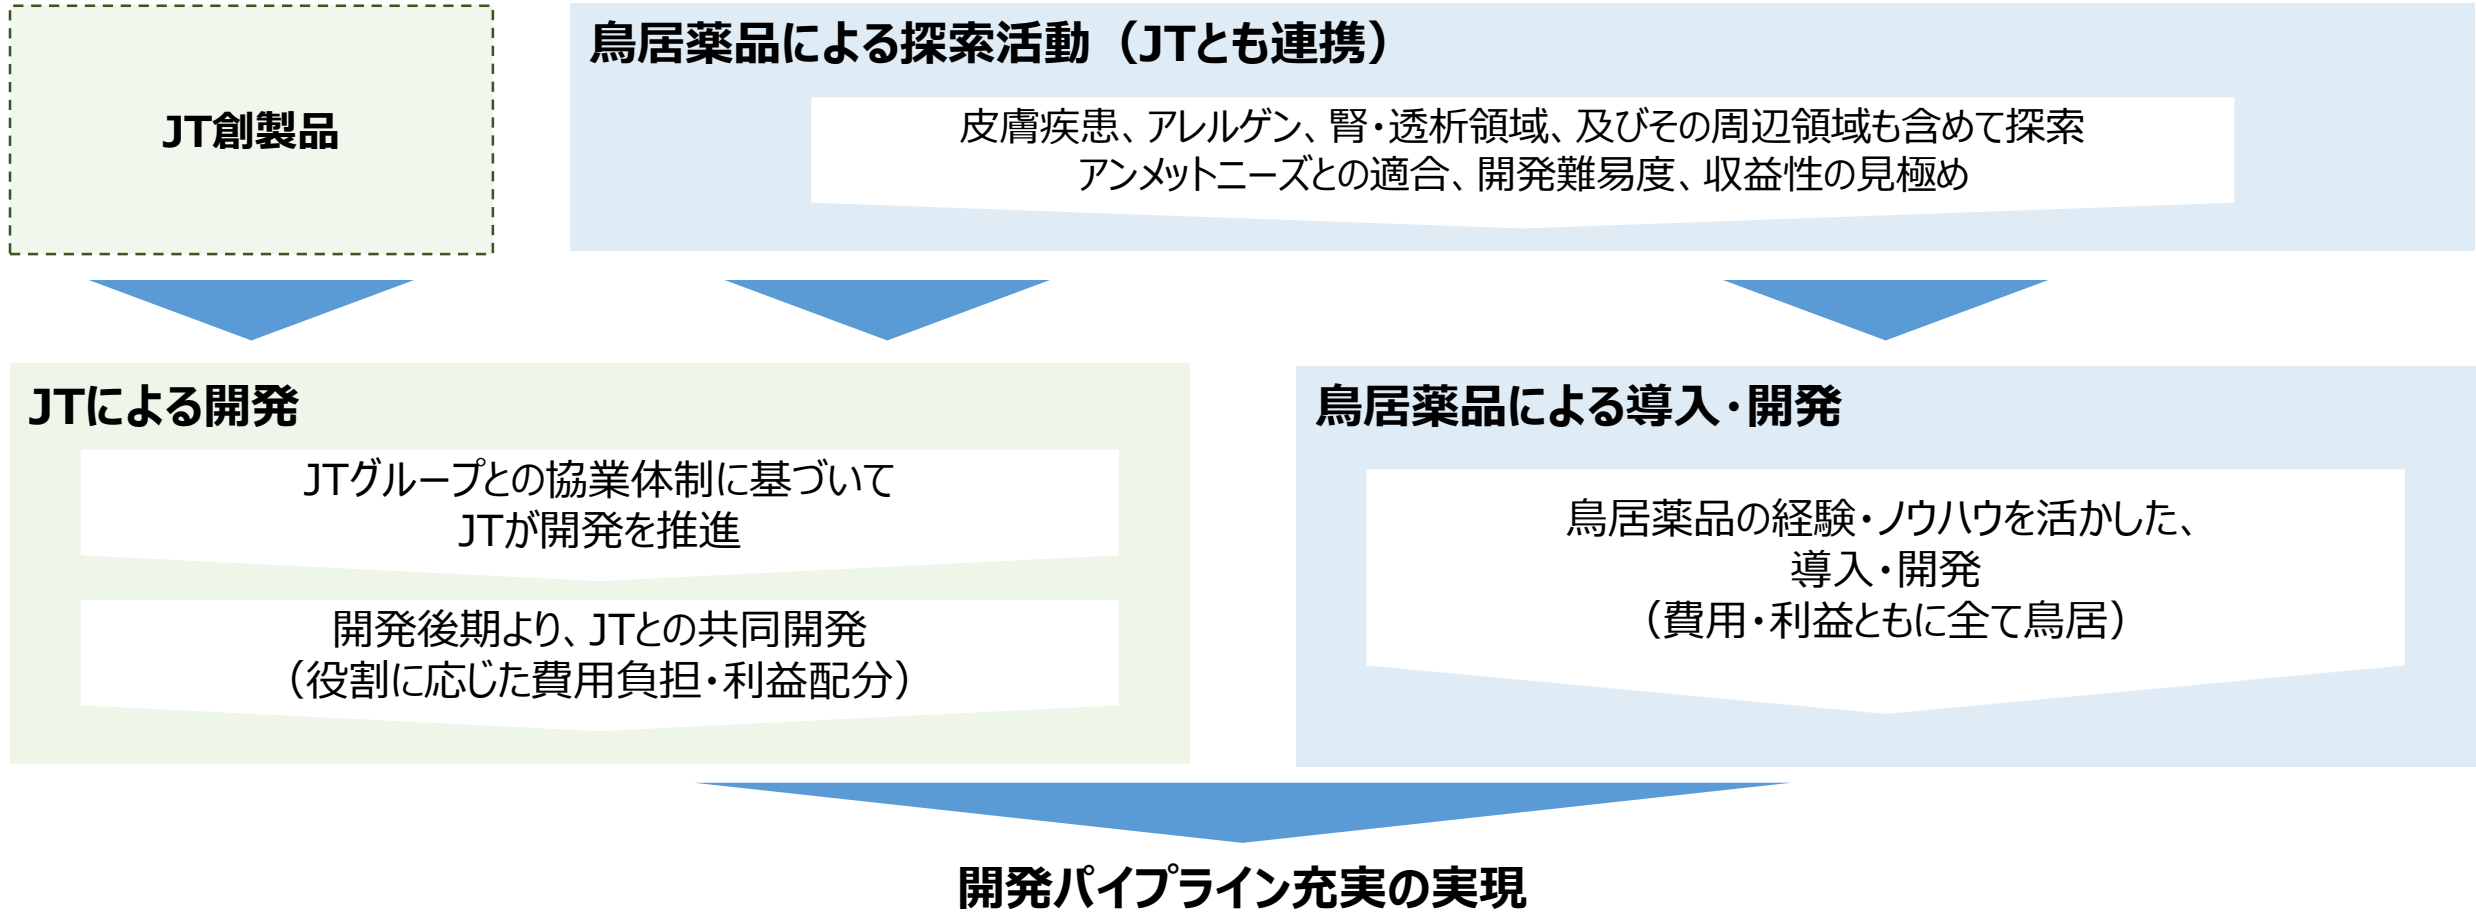 JT創製品
鳥居薬品による探索活動（JTとも連携）
皮膚疾患、アレルゲン、腎・透析領域、及びその周辺領域も含めて探索
アンメットニーズとの適合、開発難易度、収益性の見極め
JTによる開発
JTグループとの協業体制に基づいて
JTが開発を推進
開発後期より、JTとの共同開発
（役割に応じた費用負担・利益配分）
鳥居薬品による導入・開発
鳥居薬品の経験・ノウハウを活かした、
導入・開発
（費用・利益ともに全て鳥居）
開発パイプライン充実の実現